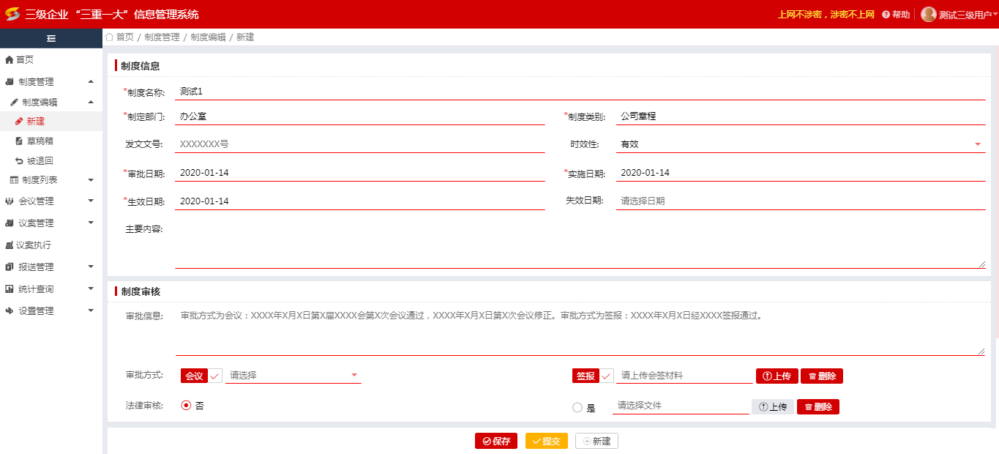 三级企业“三重一大”信息管理系统
上网不涉密，涉密不上网 帮助 测试三级用户
首页 / 制度管理 / 制度编辑 / 新建
首页
制度管理
制度编辑
新建
草稿箱
被退回
制度列表
会议管理
议案管理
议案执行
报送管理
统计查询
设置管理
制度信息
*制度名称: 测试1
*制定部门: 办公室 *制度类别: 公司章程
发文文号: XXXXXXX号 时效性: 有效
*审批日期: 2020-01-14 *实施日期: 2020-01-14
*生效日期: 2020-01-14 失效日期: 请选择日期
主要内容:
制度审核
审批信息: 审批方式为会议：XXXX年X月X日第X届XXXX会第X次会议通过，XXXX年X月X日第X次会议修正。审批方式为签报：XXXX年X月X日经XXXX签报通过。
审批方式: 会议 请选择 签报 请上传会签材料 上传 删除
法律审核: 否 是 请选择文件 上传 删除
保存 提交 新建